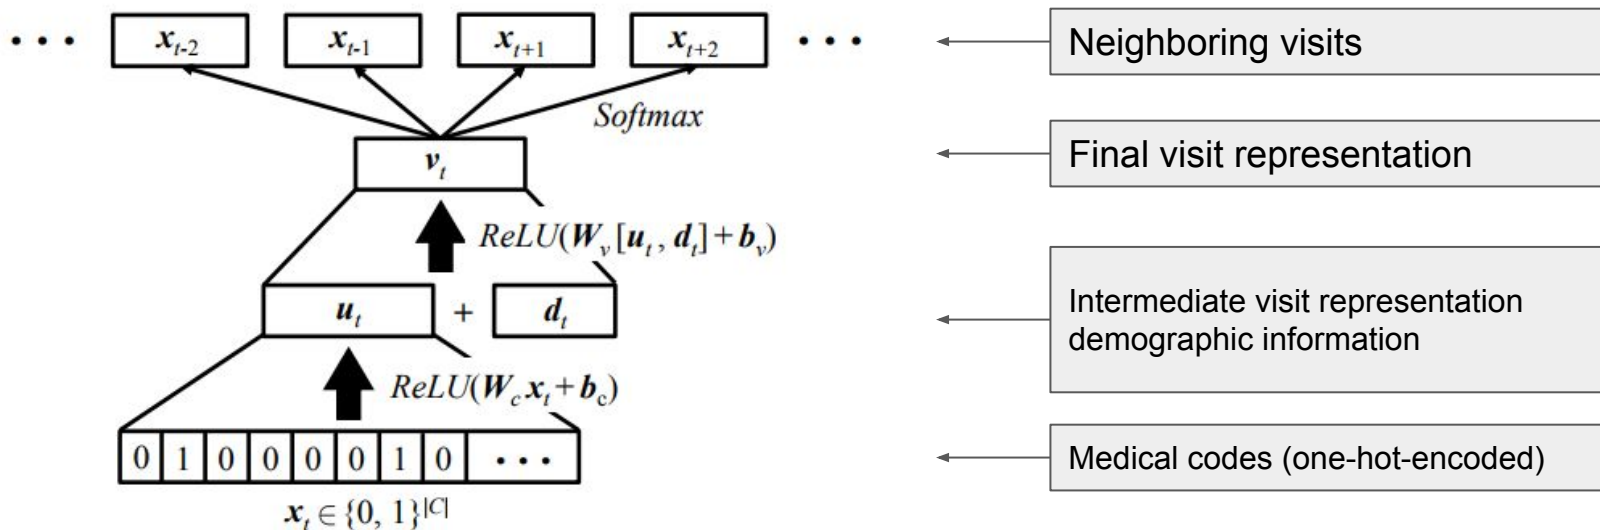 • • • x_{t-2} x_{t-1} x_{t+1} x_{t+2} • • •
Neighboring visits
Softmax
v_t
Final visit representation
ReLU(W_v [u_t , d_t] + b_v)
u_t + d_t
Intermediate visit representation
demographic information
ReLU(W_c x_t + b_c)
0 1 0 0 0 0 1 0 • • •
Medical codes (one-hot-encoded)
x_t ∈ {0, 1}^{|C|}